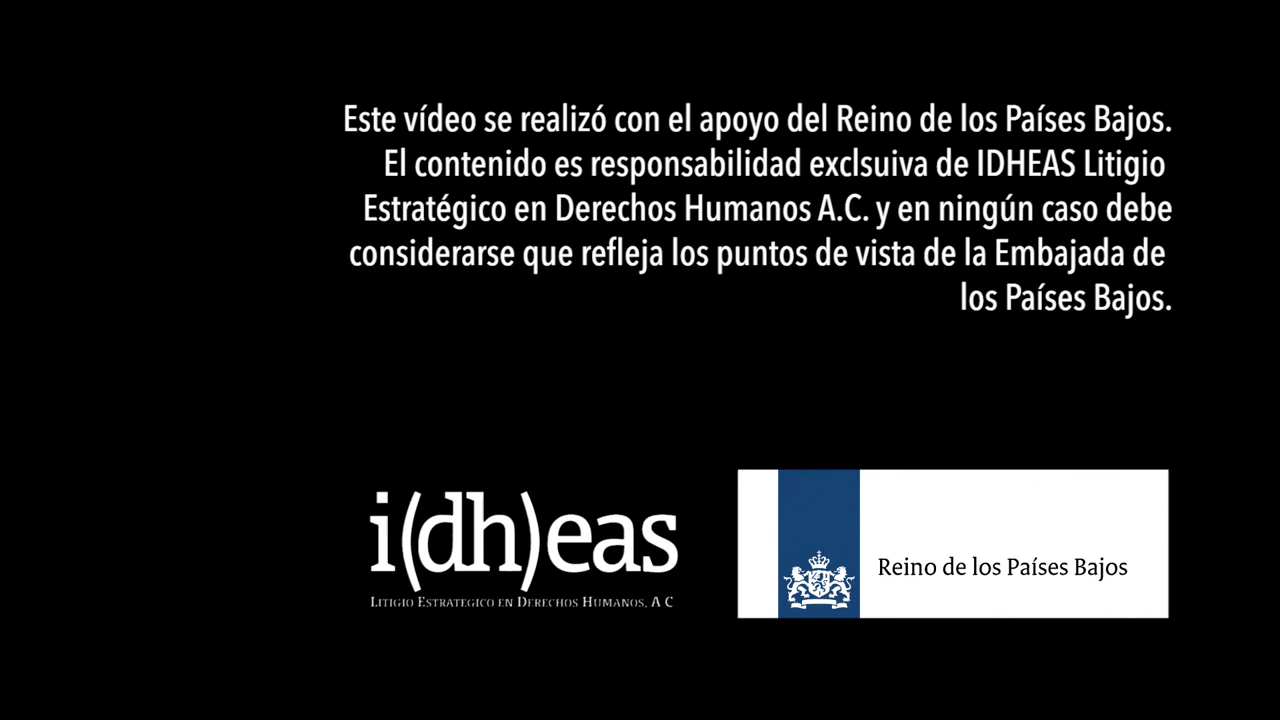 Este vídeo se realizó con el apoyo del Reino de los Países Bajos.
El contenido es responsabilidad exclsuiva de IDHEAS Litigio
Estratégico en Derechos Humanos A.C. y en ningún caso debe
considerarse que refleja los puntos de vista de la Embajada de
los Países Bajos.
i(dh)eas
LITIGIO ESTRATEGICO EN DERECHOS HUMANOS, A C
Reino de los Países Bajos